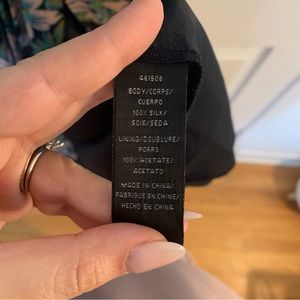 461506
BODY/CORPS/
CUERPO
100% SILK/
SOIE/SEDA
LINING/DOUBLURE/
FORRO
100% ACETATE/
ACETATO
MADE IN CHINA/
FABRIQUE EN CHINE/
HECHO EN CHINA